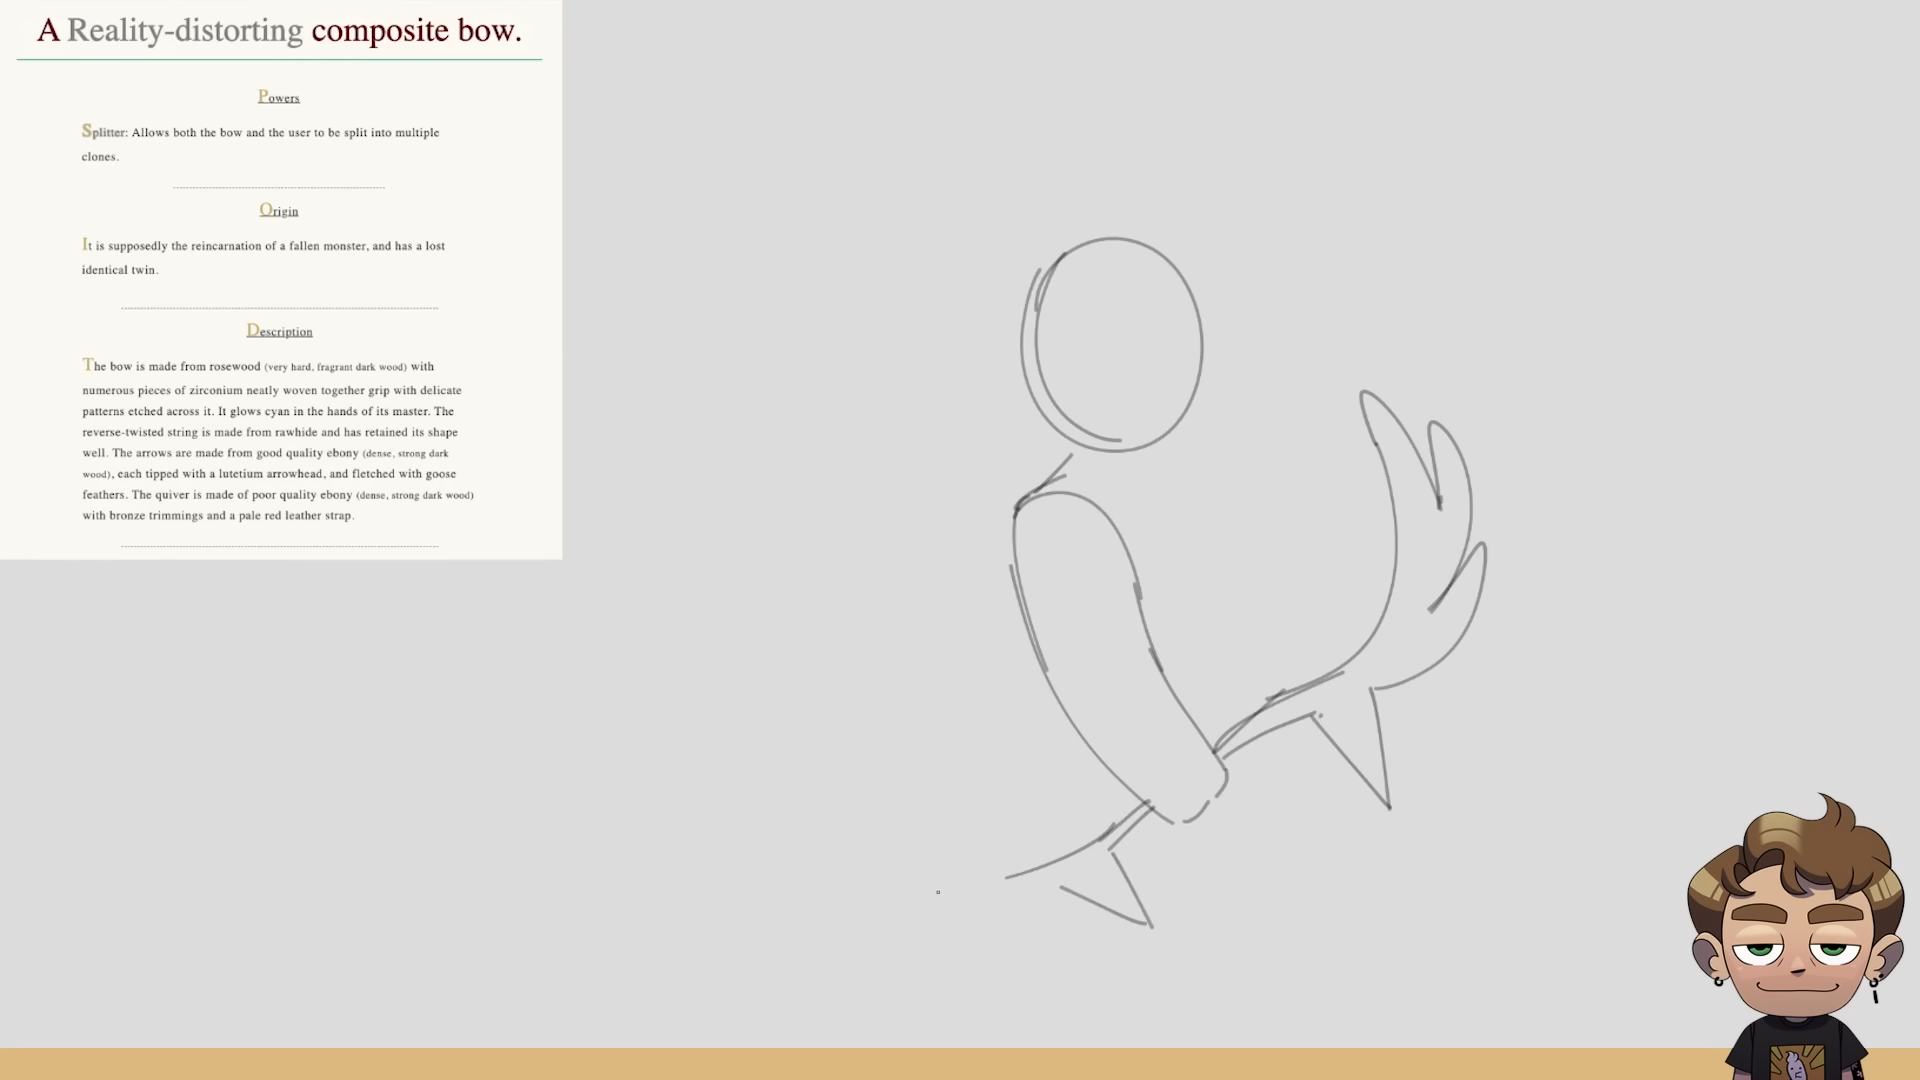 A Reality-distorting composite bow.
Powers
Splitter: Allows both the bow and the user to be split into multiple
clones.
Origin
It is supposedly the reincarnation of a fallen monster, and has a lost
identical twin.
Description
The bow is made from rosewood (very hard, fragrant dark wood) with
numerous pieces of zirconium neatly woven together grip with delicate
patterns etched across it. It glows cyan in the hands of its master. The
reverse-twisted string is made from rawhide and has retained its shape
well. The arrows are made from good quality ebony (dense, strong dark
wood), each tipped with a lutetium arrowhead, and fletched with goose
feathers. The quiver is made of poor quality ebony (dense, strong dark wood)
with bronze trimmings and a pale red leather strap.